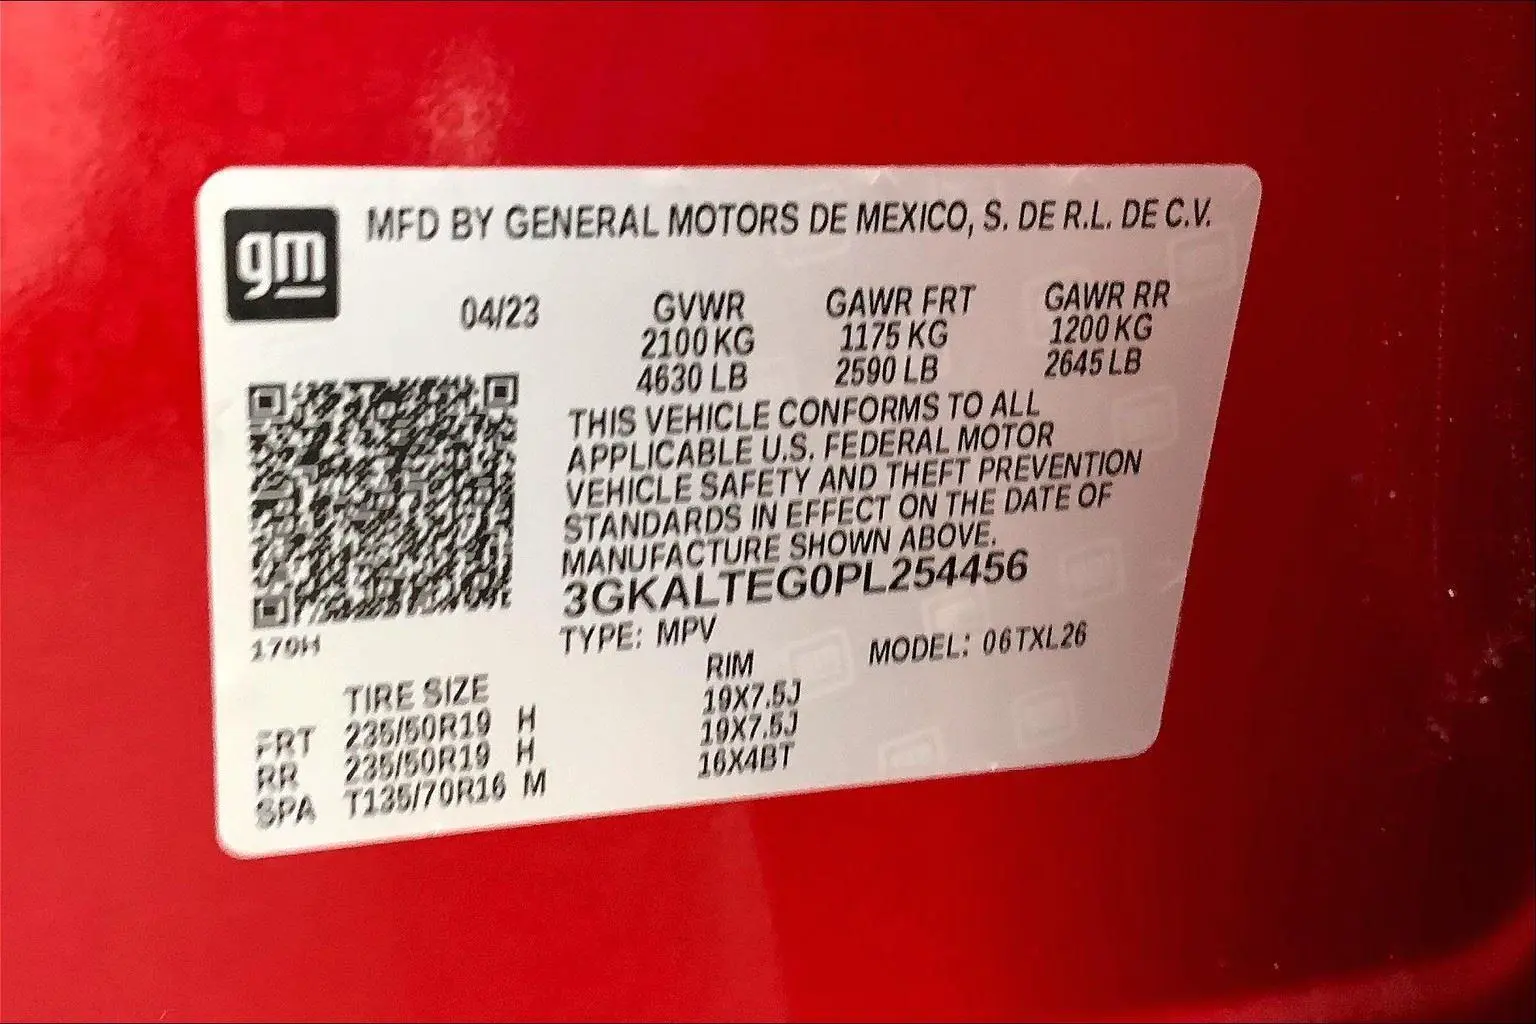 gm
MFD BY GENERAL MOTORS DE MEXICO, S. DE R.L. DE C.V.
04/23 GVWR GAWR FRT GAWR RR
2100 KG 1175 KG 1200 KG
4630 LB 2590 LB 2645 LB
THIS VEHICLE CONFORMS TO ALL
APPLICABLE U.S. FEDERAL MOTOR
VEHICLE SAFETY AND THEFT PREVENTION
STANDARDS IN EFFECT ON THE DATE OF
MANUFACTURE SHOWN ABOVE.
3GKALTEG0PL254456
179H
TYPE: MPV MODEL: 06TXL26
TIRE SIZE RIM
FRT 235/50R19 H 19X7.5J
RR 235/50R19 H 19X7.5J
SPA T135/70R16 M 16X4BT